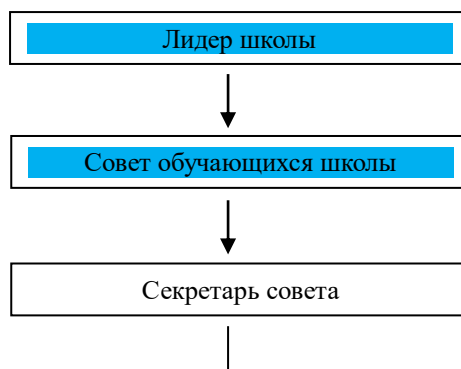 Лидер школы
Совет обучающихся школы
Секретарь совета